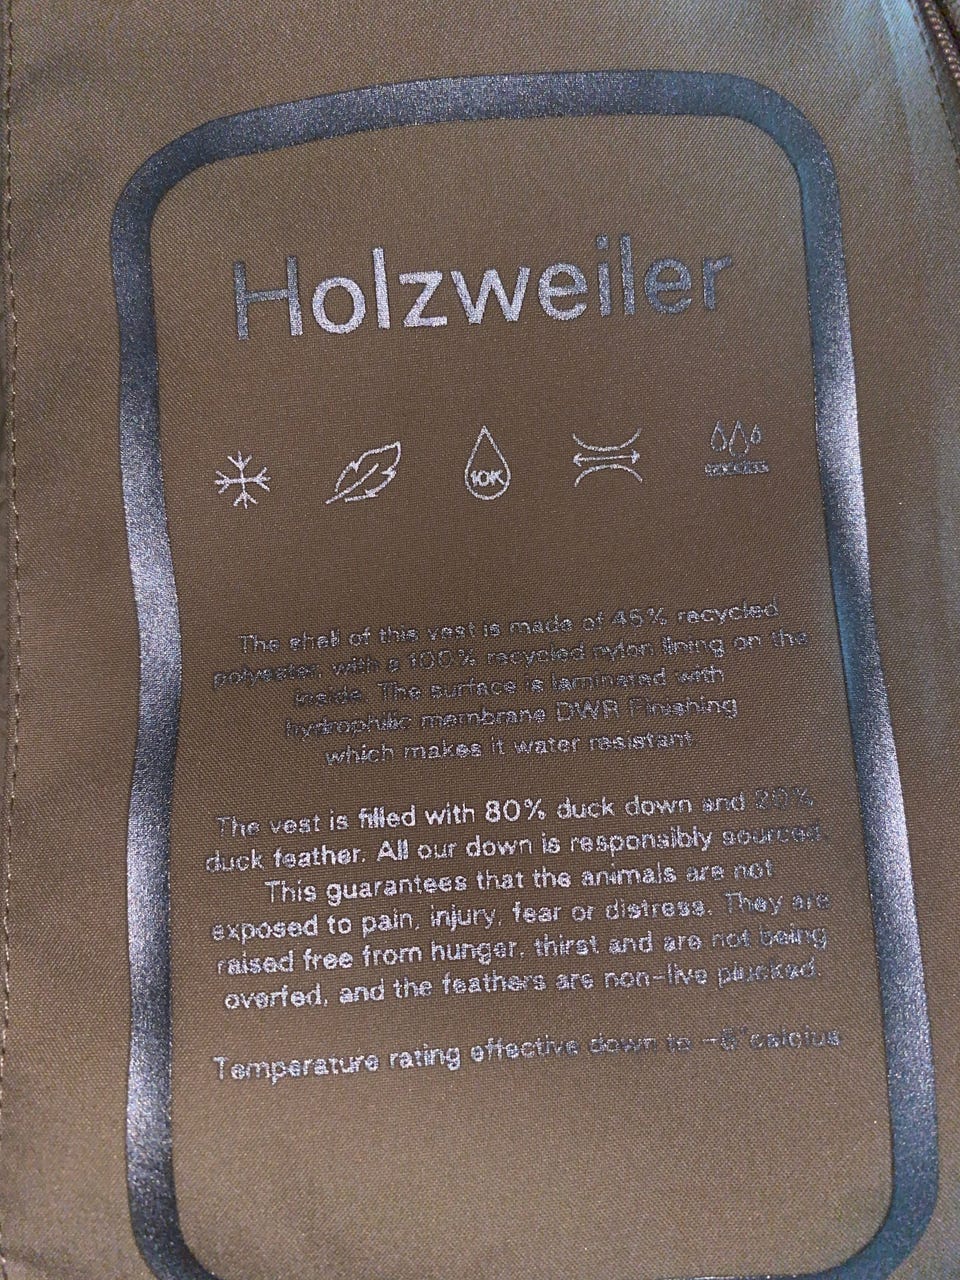 Holzweiler
10K
The shell of this vest is made of 45% recycled
polyester, with a 100% recycled nylon lining on the
inside. The surface is laminated with
hydrophilic membrane DWR Finishing
which makes it water resistant
The vest is filled with 80% duck down and 20%
duck feather. All our down is responsibly sourced.
This guarantees that the animals are not
exposed to pain, injury, fear or distress. They are
raised free from hunger, thirst and are not being
overfed, and the feathers are non-live plucked.
Temperature rating effective down to celcius